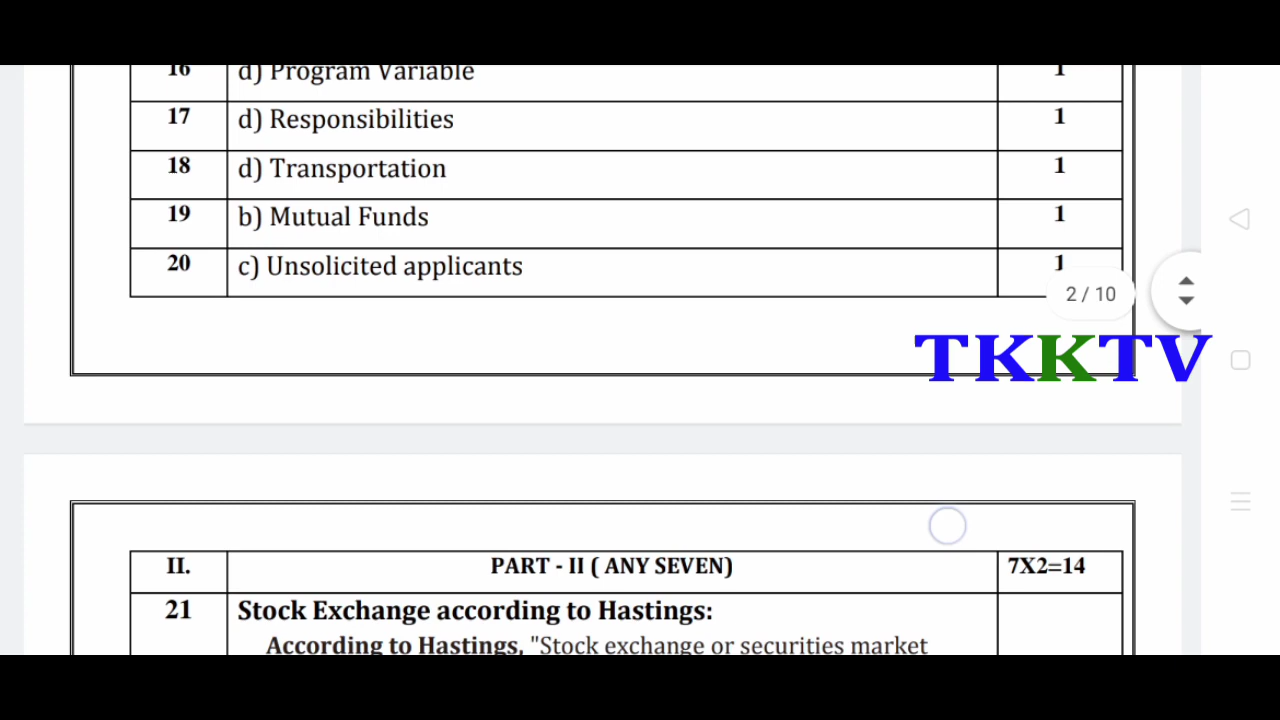 16 d) Program Variable 1
17 d) Responsibilities 1
18 d) Transportation 1
19 b) Mutual Funds 1
20 c) Unsolicited applicants 1
2 / 10
TKKTV
II. PART - II ( ANY SEVEN) 7X2=14
21 Stock Exchange according to Hastings:
According to Hastings, "Stock exchange or securities market